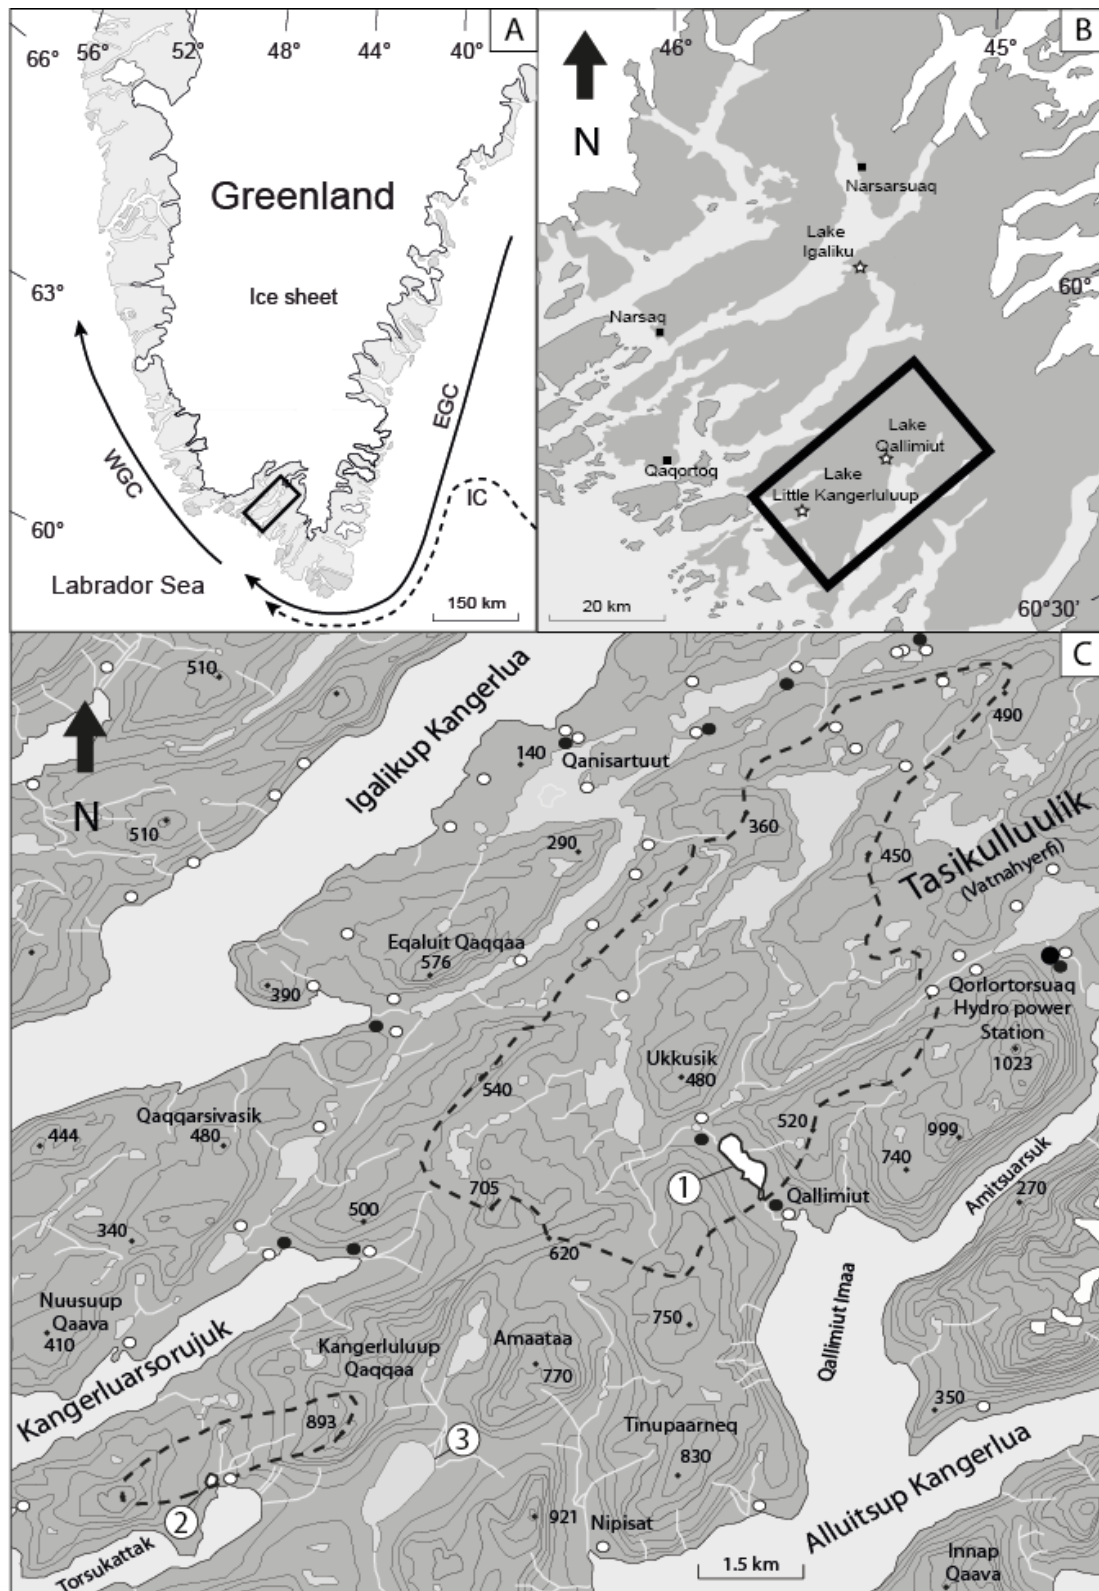 A
66°
56°
52°
48°
44°
40°
Greenland
Ice sheet
63°
EGC
WGC
IC
60°
Labrador Sea
150 km
B
46°
45°
N
Narsarsuaq
Lake
Igaliku
60°
Narsaq
Lake
Qallimiut
Qaqortoq
Lake
Little Kangerluluup
20 km
60°30'
C
510
Igalikup Kangerlua
490
140
Qanisartuut
N
510
360
290
450
Tasikulluulik
(Vatnahverfi)
Eqaluit Qaqqaa
576
390
Qorlortorsuaq
Hydro power
Station
1023
Ukkusik
480
540
Qaqqarsivasik
444
480
520
999
740
Amitsuarsuk
270
1
Qallimiut
705
500
340
620
Nuusuup
Qaava
410
750
Qallimiut Imaa
Kangerluluup
Qaqqaa
Amaataa
770
Kangerluarsorujuk
893
350
Tinupaarneq
830
3
Alluitsup Kangerlua
2
921
Nipisat
Torsukattak
1.5 km
Innap
Qaava